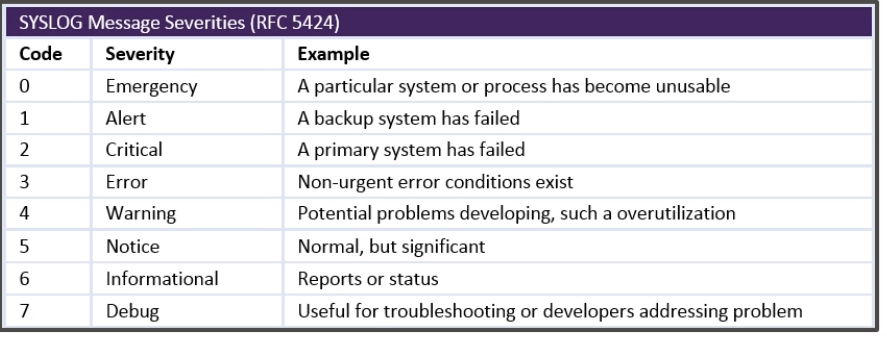 SYSLOG Message Severities (RFC 5424)
Code Severity Example
0 Emergency A particular system or process has become unusable
1 Alert A backup system has failed
2 Critical A primary system has failed
3 Error Non-urgent error conditions exist
4 Warning Potential problems developing, such a overutilization
5 Notice Normal, but significant
6 Informational Reports or status
7 Debug Useful for troubleshooting or developers addressing problem